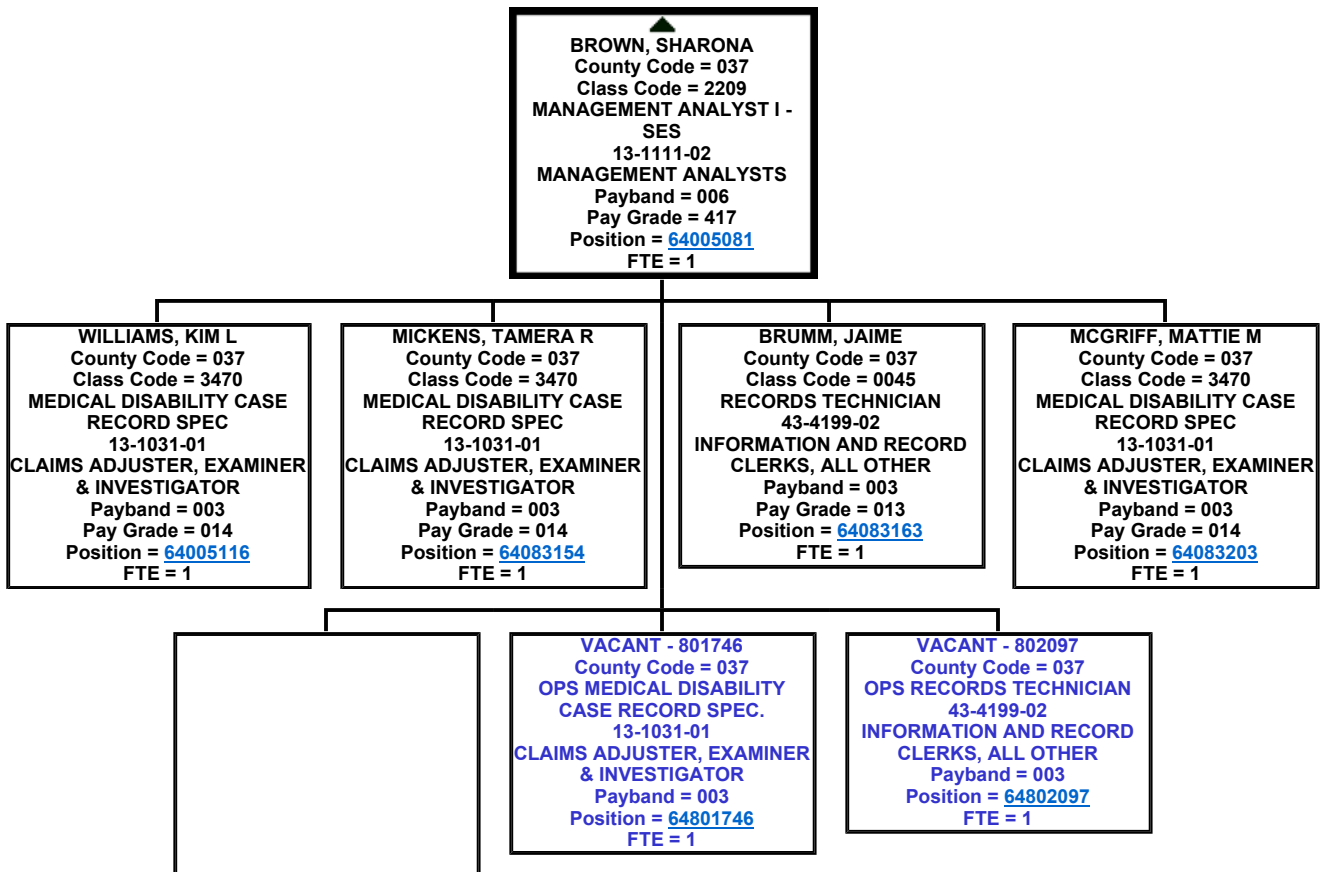 BROWN, SHARONA
County Code = 037
Class Code = 2209
MANAGEMENT ANALYST I -
SES
13-1111-02
MANAGEMENT ANALYSTS
Payband = 006
Pay Grade = 417
Position = 64005081
FTE = 1
WILLIAMS, KIM L
County Code = 037
Class Code = 3470
MEDICAL DISABILITY CASE
RECORD SPEC
13-1031-01
CLAIMS ADJUSTER, EXAMINER
& INVESTIGATOR
Payband = 003
Pay Grade = 014
Position = 64005116
FTE = 1
MICKENS, TAMERA R
County Code = 037
Class Code = 3470
MEDICAL DISABILITY CASE
RECORD SPEC
13-1031-01
CLAIMS ADJUSTER, EXAMINER
& INVESTIGATOR
Payband = 003
Pay Grade = 014
Position = 64083154
FTE = 1
BRUMM, JAIME
County Code = 037
Class Code = 0045
RECORDS TECHNICIAN
43-4199-02
INFORMATION AND RECORD
CLERKS, ALL OTHER
Payband = 003
Pay Grade = 013
Position = 64083163
FTE = 1
MCGRIFF, MATTIE M
County Code = 037
Class Code = 3470
MEDICAL DISABILITY CASE
RECORD SPEC
13-1031-01
CLAIMS ADJUSTER, EXAMINER
& INVESTIGATOR
Payband = 003
Pay Grade = 014
Position = 64083203
FTE = 1
VACANT - 801746
County Code = 037
OPS MEDICAL DISABILITY
CASE RECORD SPEC.
13-1031-01
CLAIMS ADJUSTER, EXAMINER
& INVESTIGATOR
Payband = 003
Position = 64801746
FTE = 1
VACANT - 802097
County Code = 037
OPS RECORDS TECHNICIAN
43-4199-02
INFORMATION AND RECORD
CLERKS, ALL OTHER
Payband = 003
Position = 64802097
FTE = 1